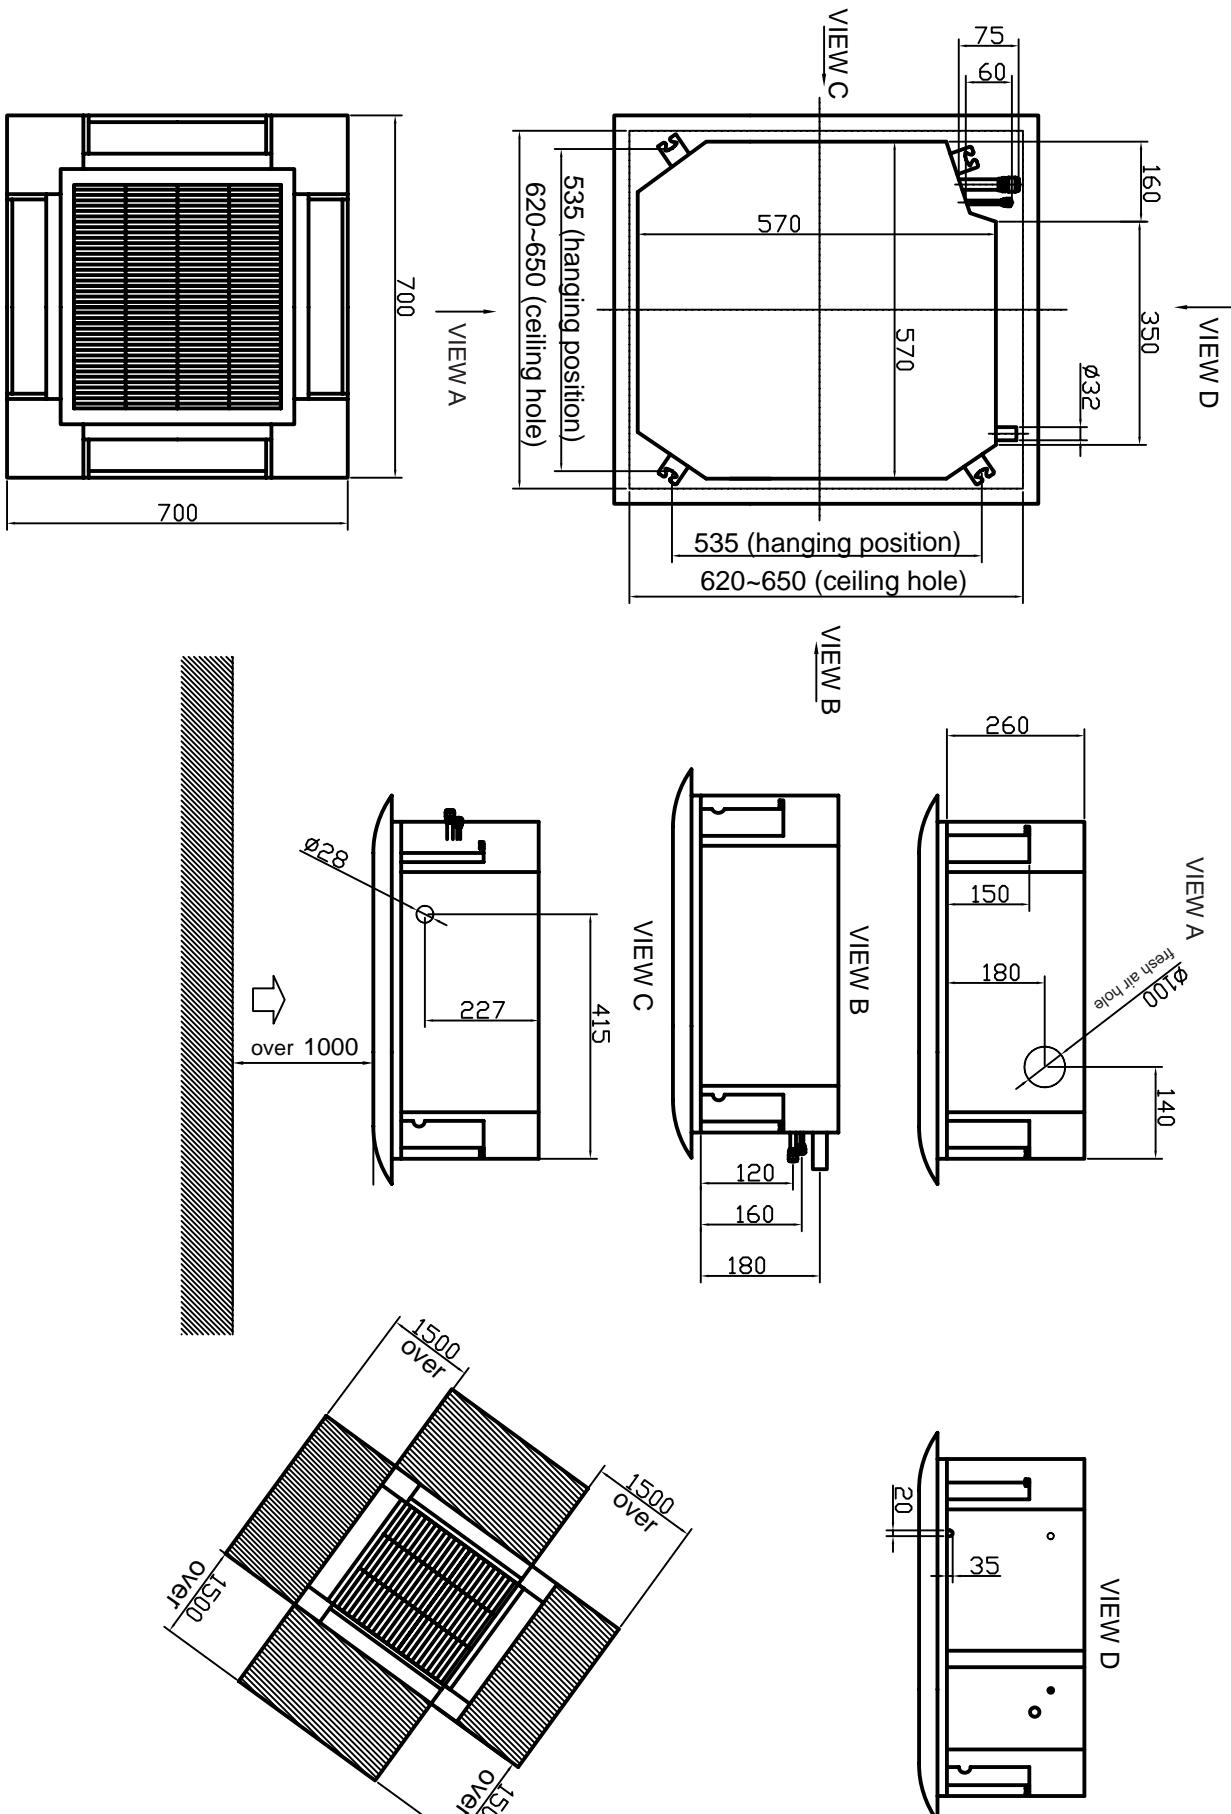 VIEW C
75
60
160
570
570
350
ø32
VIEW D
535 (hanging position)
620~650 (ceiling hole)
535 (hanging position)
620~650 (ceiling hole)
700
VIEW A
700
VIEW B
260
VIEW A
150
180
fresh air hole
ø100
140
VIEW B
120
160
180
VIEW C
ø28
227
415
over 1000
1500
over
1500
over
1500
over
over
20
35
VIEW D